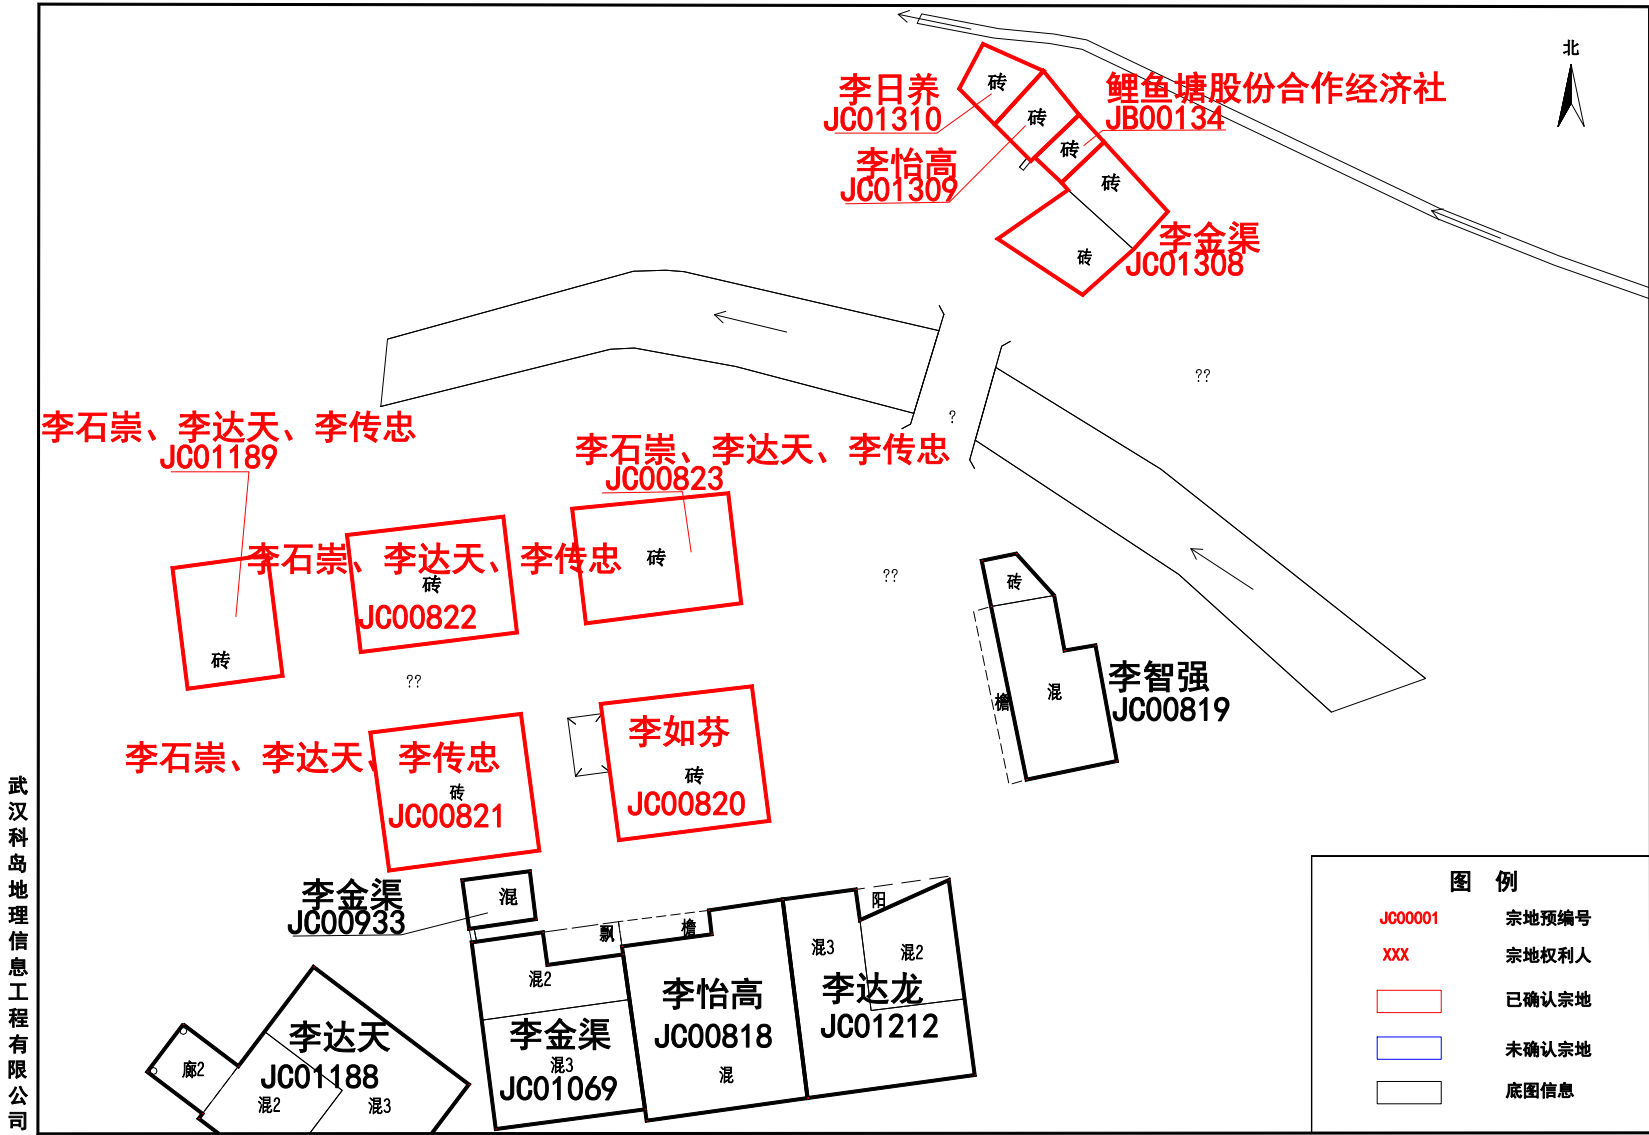 北
李日养
JC01310
砖
鲤鱼塘股份合作经济社
JB00134
砖
李怡高
JC01309
砖
砖
李金渠
JC01308
砖
??
?
李石崇、李达天、李传忠
JC01189
李石崇、李达天、李传忠
JC00823
李石崇、李达天、李传忠
砖
砖
JC00822
??
砖
砖
??
李智强
JC00819
混
檐
李石崇、李达天、李传忠
砖
JC00821
李如芬
砖
JC00820
李金渠
JC00933
混
飘
檐
阳
混3
混2
混2
李怡高
JC00818
混
李达龙
JC01212
李金渠
混3
JC01069
李达天
JC01188
廊2
混2
混3
武汉科岛地理信息工程有限公司
图 例
JC00001
宗地预编号
XXX
宗地权利人
已确认宗地
未确认宗地
底图信息